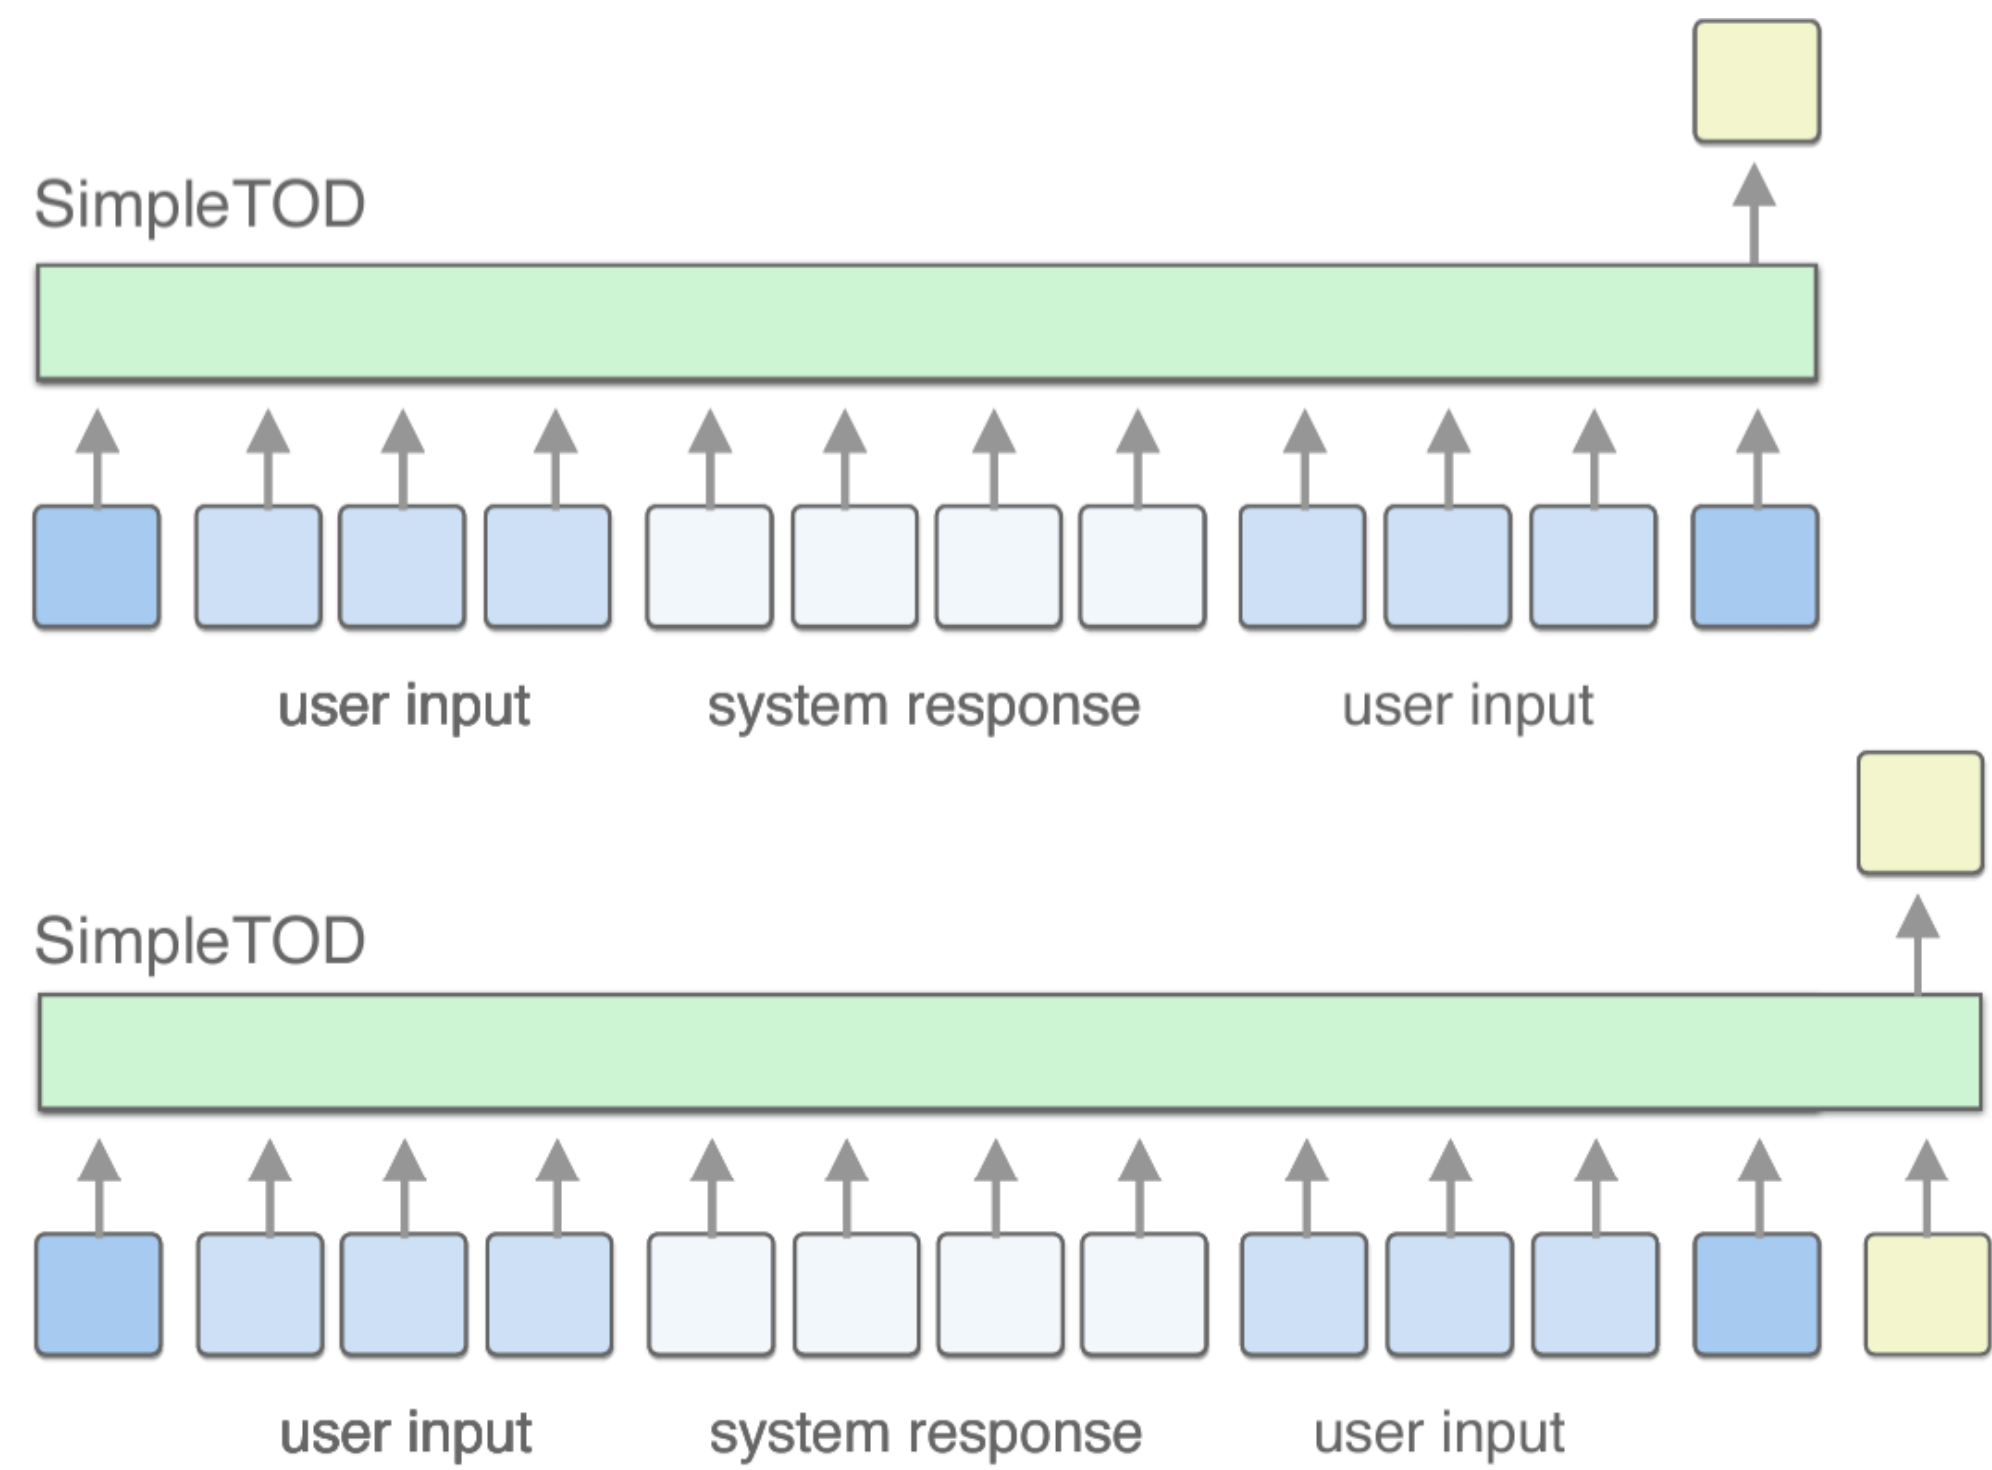 SimpleTOD
user input
system response
user input
SimpleTOD
user input
system response
user input